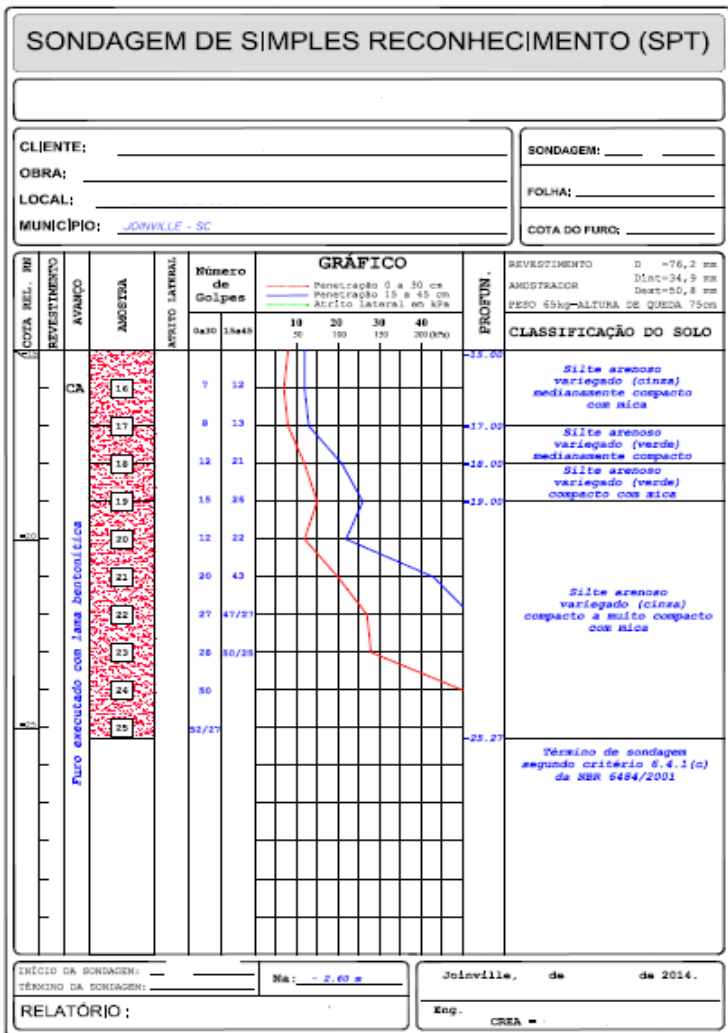 SONDAGEM DE SIMPLES RECONHECIMENTO (SPT)
CLIENTE:
OBRA:
LOCAL:
MUNICÍPIO: JOINVILLE - SC
SONDAGEM:
FOLHA:
COTA DO FURO:
COTA REL. RN
REVESTIMENTO
AVANÇO
AMOSTRA
ATRITO LATERAL
Número
de
Golpes
0a30 15a45
GRÁFICO
Penetração 0 a 30 cm
Penetração 15 a 45 cm
Atrito lateral em kPa
10 20 30 40
50 100 150 200 (kPa)
PROFUN.
REVESTIMENTO D =76,2 mm
Dint=34,9 mm
AMOSTRADOR Dext=50,8 mm
PESO 65kg-ALTURA DE QUEDA 75cm
CLASSIFICAÇÃO DO SOLO
-15
-15.00
Silte arenoso
variegado (cinza)
medianamente compacto
com mica
CA 16 7 12
17 8 13 -17.00
Silte arenoso
variegado (verde)
medianamente compacto
18 21 -18.00
Silte arenoso
variegado (verde)
compacto com mica
19 15 26 -19.00
-20 20 12 22
21 20 43
22 27 47/27
23 28 50/25
24 50
-25 25 52/27
Furo executado com lama bentonítica
Silte arenoso
variegado (cinza)
compacto a muito compacto
com mica
-25.27
Término de sondagem
segundo critério 6.4.1(c)
da NBR 6484/2001
INÍCIO DA SONDAGEM:
TÉRMINO DA SONDAGEM:
Na: - 2.60 m
RELATÓRIO:
Joinville, de de 2014.
Eng.
CREA =